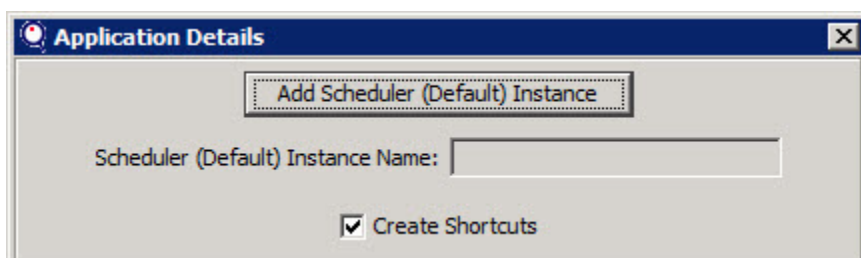 Application Details
Add Scheduler (Default) Instance
Scheduler (Default) Instance Name:
Create Shortcuts